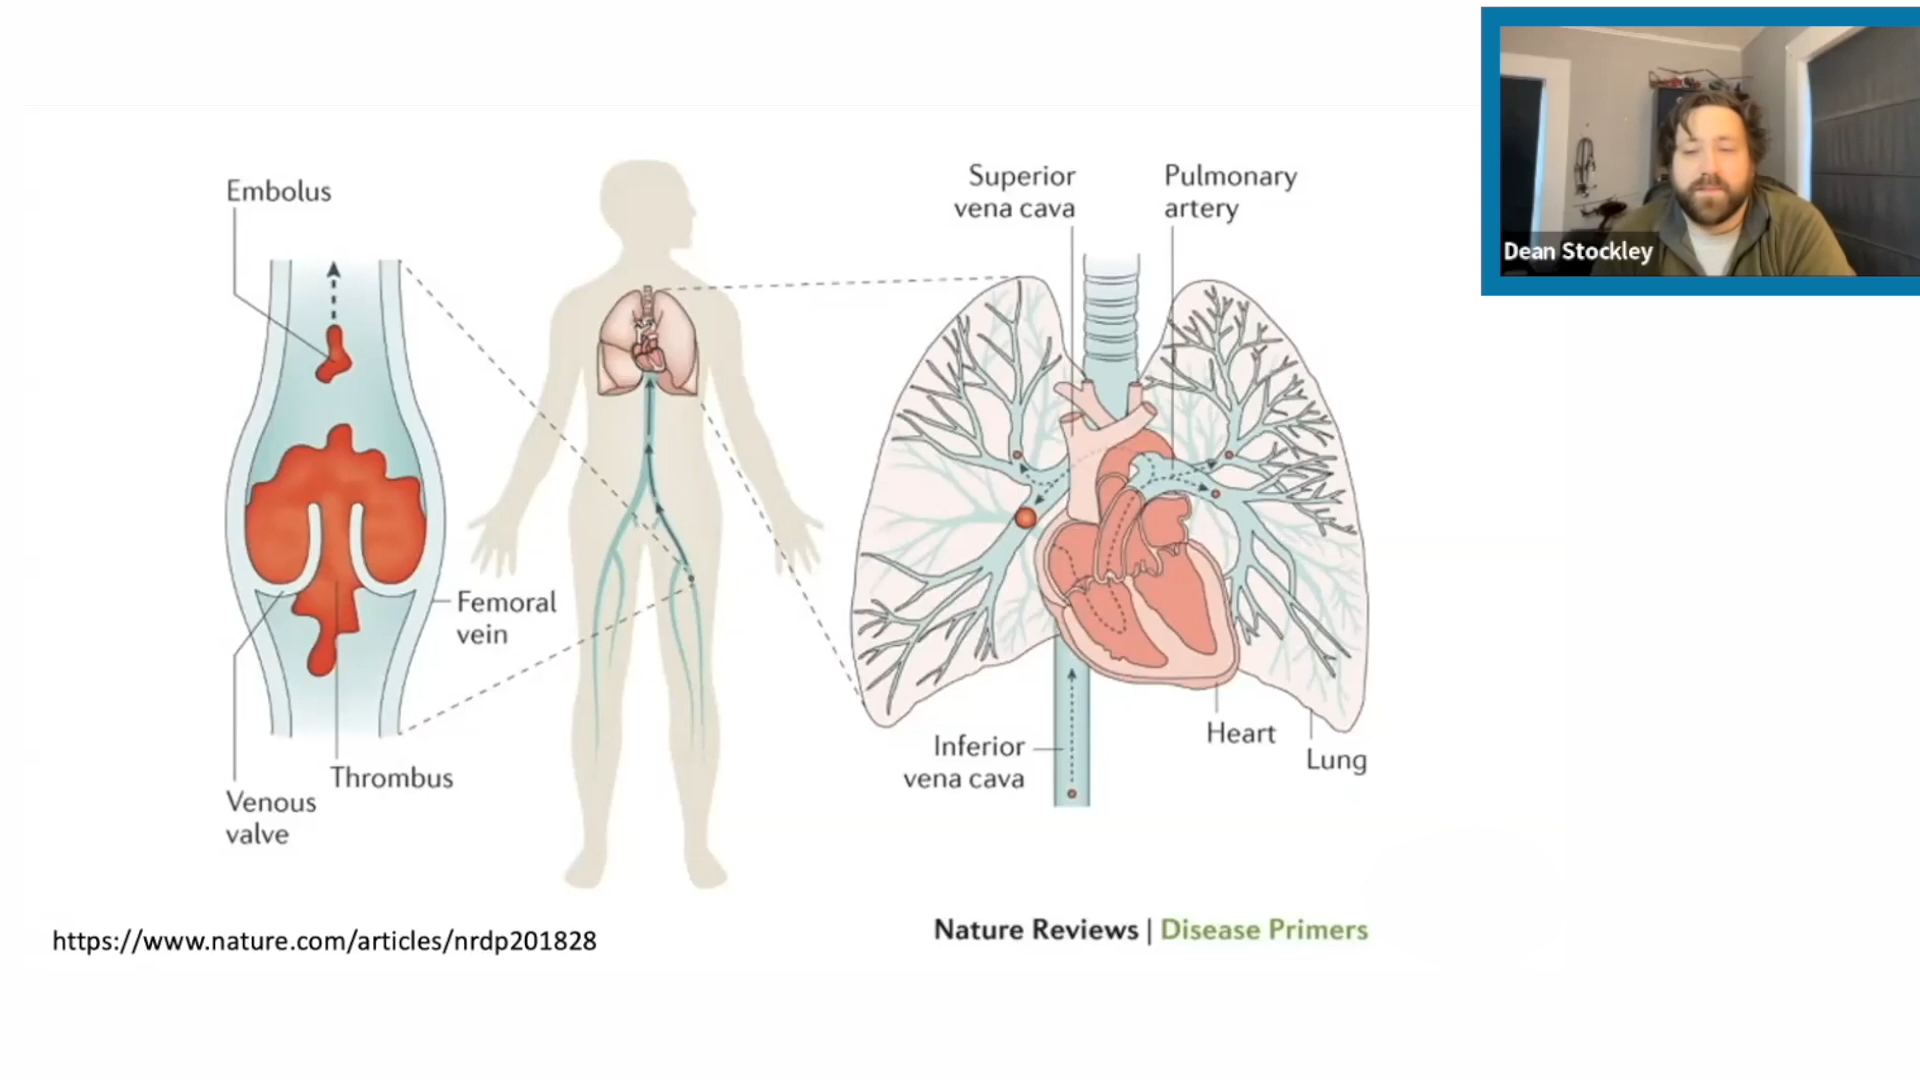 Embolus
Superior
vena cava
Pulmonary
artery
Dean Stockley
Femoral
vein
Thrombus
Venous
valve
Inferior
vena cava
Heart
Lung
https://www.nature.com/articles/nrdp201828
Nature Reviews | Disease Primers